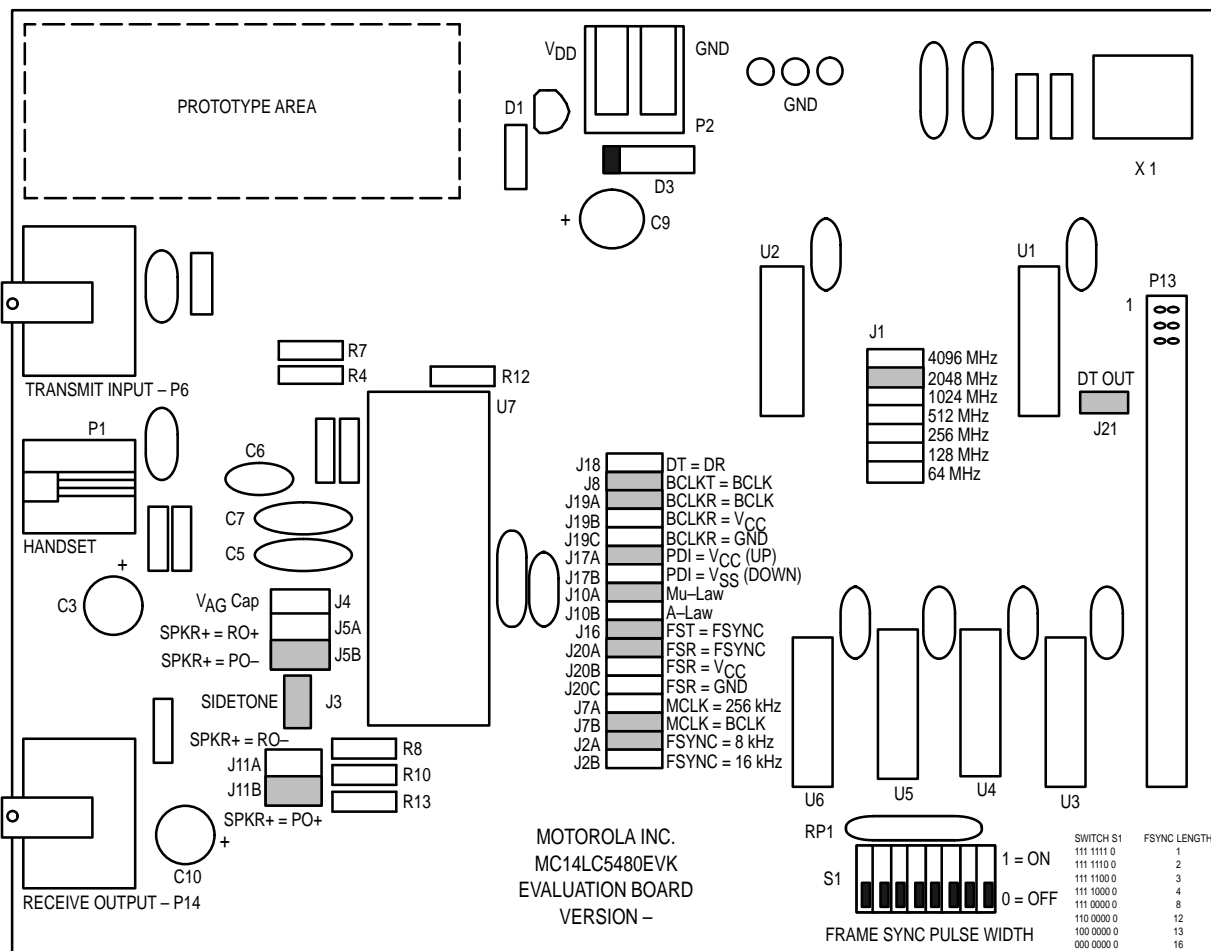 PROTOTYPE AREA
VDD
GND
P2
D1
D3
+
C9
GND
X 1
TRANSMIT INPUT – P6
P1
HANDSET
R7
R4
R12
U7
C6
C7
C5
+
C3
VAG Cap
J4
SPKR+ = RO+
J5A
SPKR+ = PO–
J5B
SIDETONE
J3
SPKR+ = RO–
J11A
J11B
SPKR+ = PO+
R8
R10
R13
+
C10
RECEIVE OUTPUT – P14
U2
U1
P13
1
J1
4096 MHz
2048 MHz
1024 MHz
512 MHz
256 MHz
128 MHz
64 MHz
DT OUT
J21
J18 DT = DR
J8 BCLKT = BCLK
J19A BCLKR = BCLK
J19B BCLKR = VCC
J19C BCLKR = GND
J17A PDI = VCC (UP)
J17B PDI = VSS (DOWN)
J10A Mu–Law
J10B A–Law
J16 FST = FSYNC
J20A FSR = FSYNC
J20B FSR = VCC
J20C FSR = GND
J7A MCLK = 256 kHz
J7B MCLK = BCLK
J2A FSYNC = 8 kHz
J2B FSYNC = 16 kHz
U6
U5
U4
U3
MOTOROLA INC.
MC14LC5480EVK
EVALUATION BOARD
VERSION –
RP1
S1
1 = ON
0 = OFF
FRAME SYNC PULSE WIDTH
SWITCH S1 FSYNC LENGTH
111 1111 0 1
111 1110 0 2
111 1100 0 3
111 1000 0 4
111 0000 0 8
110 0000 0 12
100 0000 0 13
000 0000 0 16